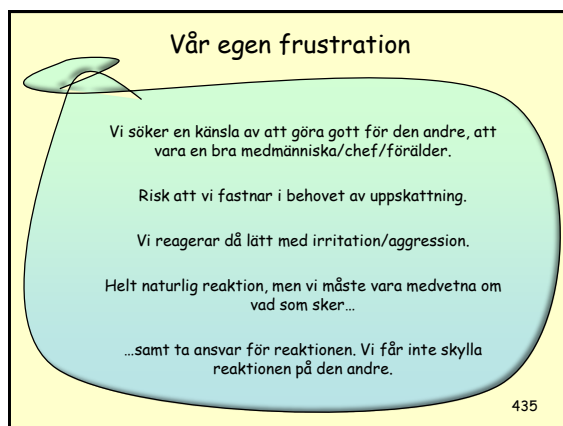 Vår egen frustration
Vi söker en känsla av att göra gott för den andre, att
vara en bra medmänniska/chef/förälder.
Risk att vi fastnar i behovet av uppskattning.
Vi reagerar då lätt med irritation/aggression.
Helt naturlig reaktion, men vi måste vara medvetna om
vad som sker…
…samt ta ansvar för reaktionen. Vi får inte skylla
reaktionen på den andre.
435